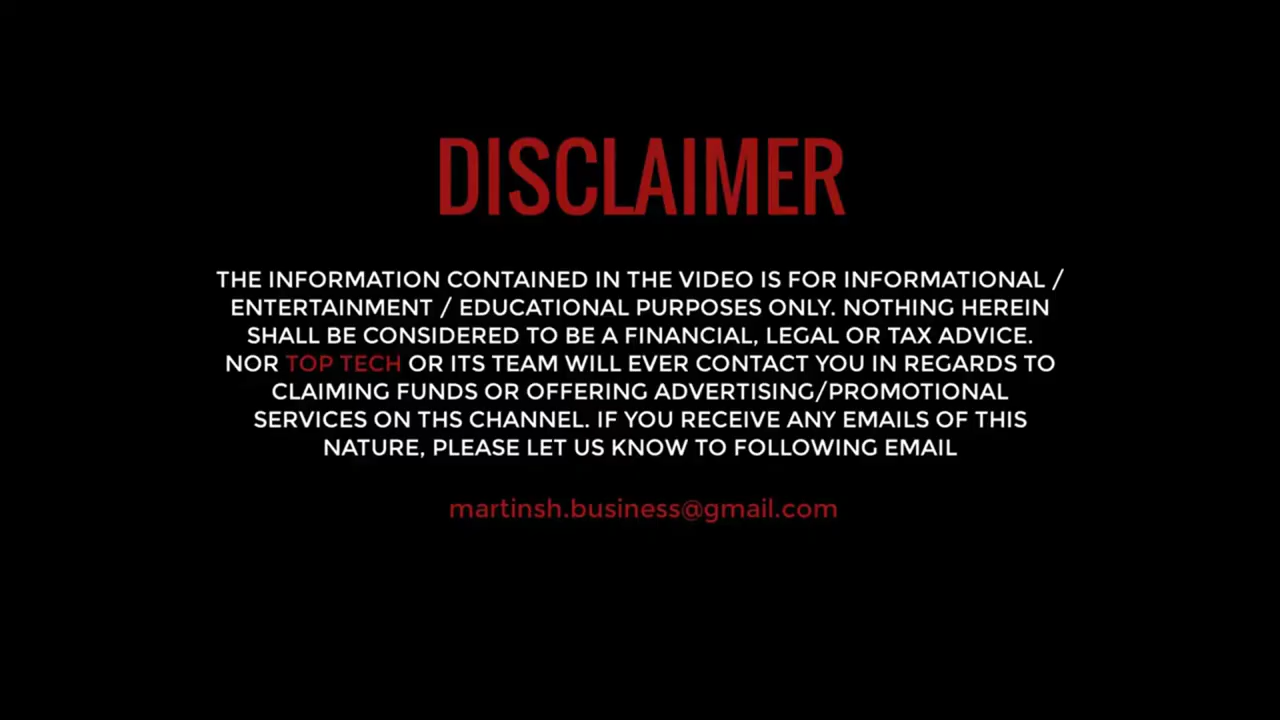 DISCLAIMER
THE INFORMATION CONTAINED IN THE VIDEO IS FOR INFORMATIONAL /
ENTERTAINMENT / EDUCATIONAL PURPOSES ONLY. NOTHING HEREIN
SHALL BE CONSIDERED TO BE A FINANCIAL, LEGAL OR TAX ADVICE.
NOR TOP TECH OR ITS TEAM WILL EVER CONTACT YOU IN REGARDS TO
CLAIMING FUNDS OR OFFERING ADVERTISING/PROMOTIONAL
SERVICES ON THS CHANNEL. IF YOU RECEIVE ANY EMAILS OF THIS
NATURE, PLEASE LET US KNOW TO FOLLOWING EMAIL
martinsh.business@gmail.com